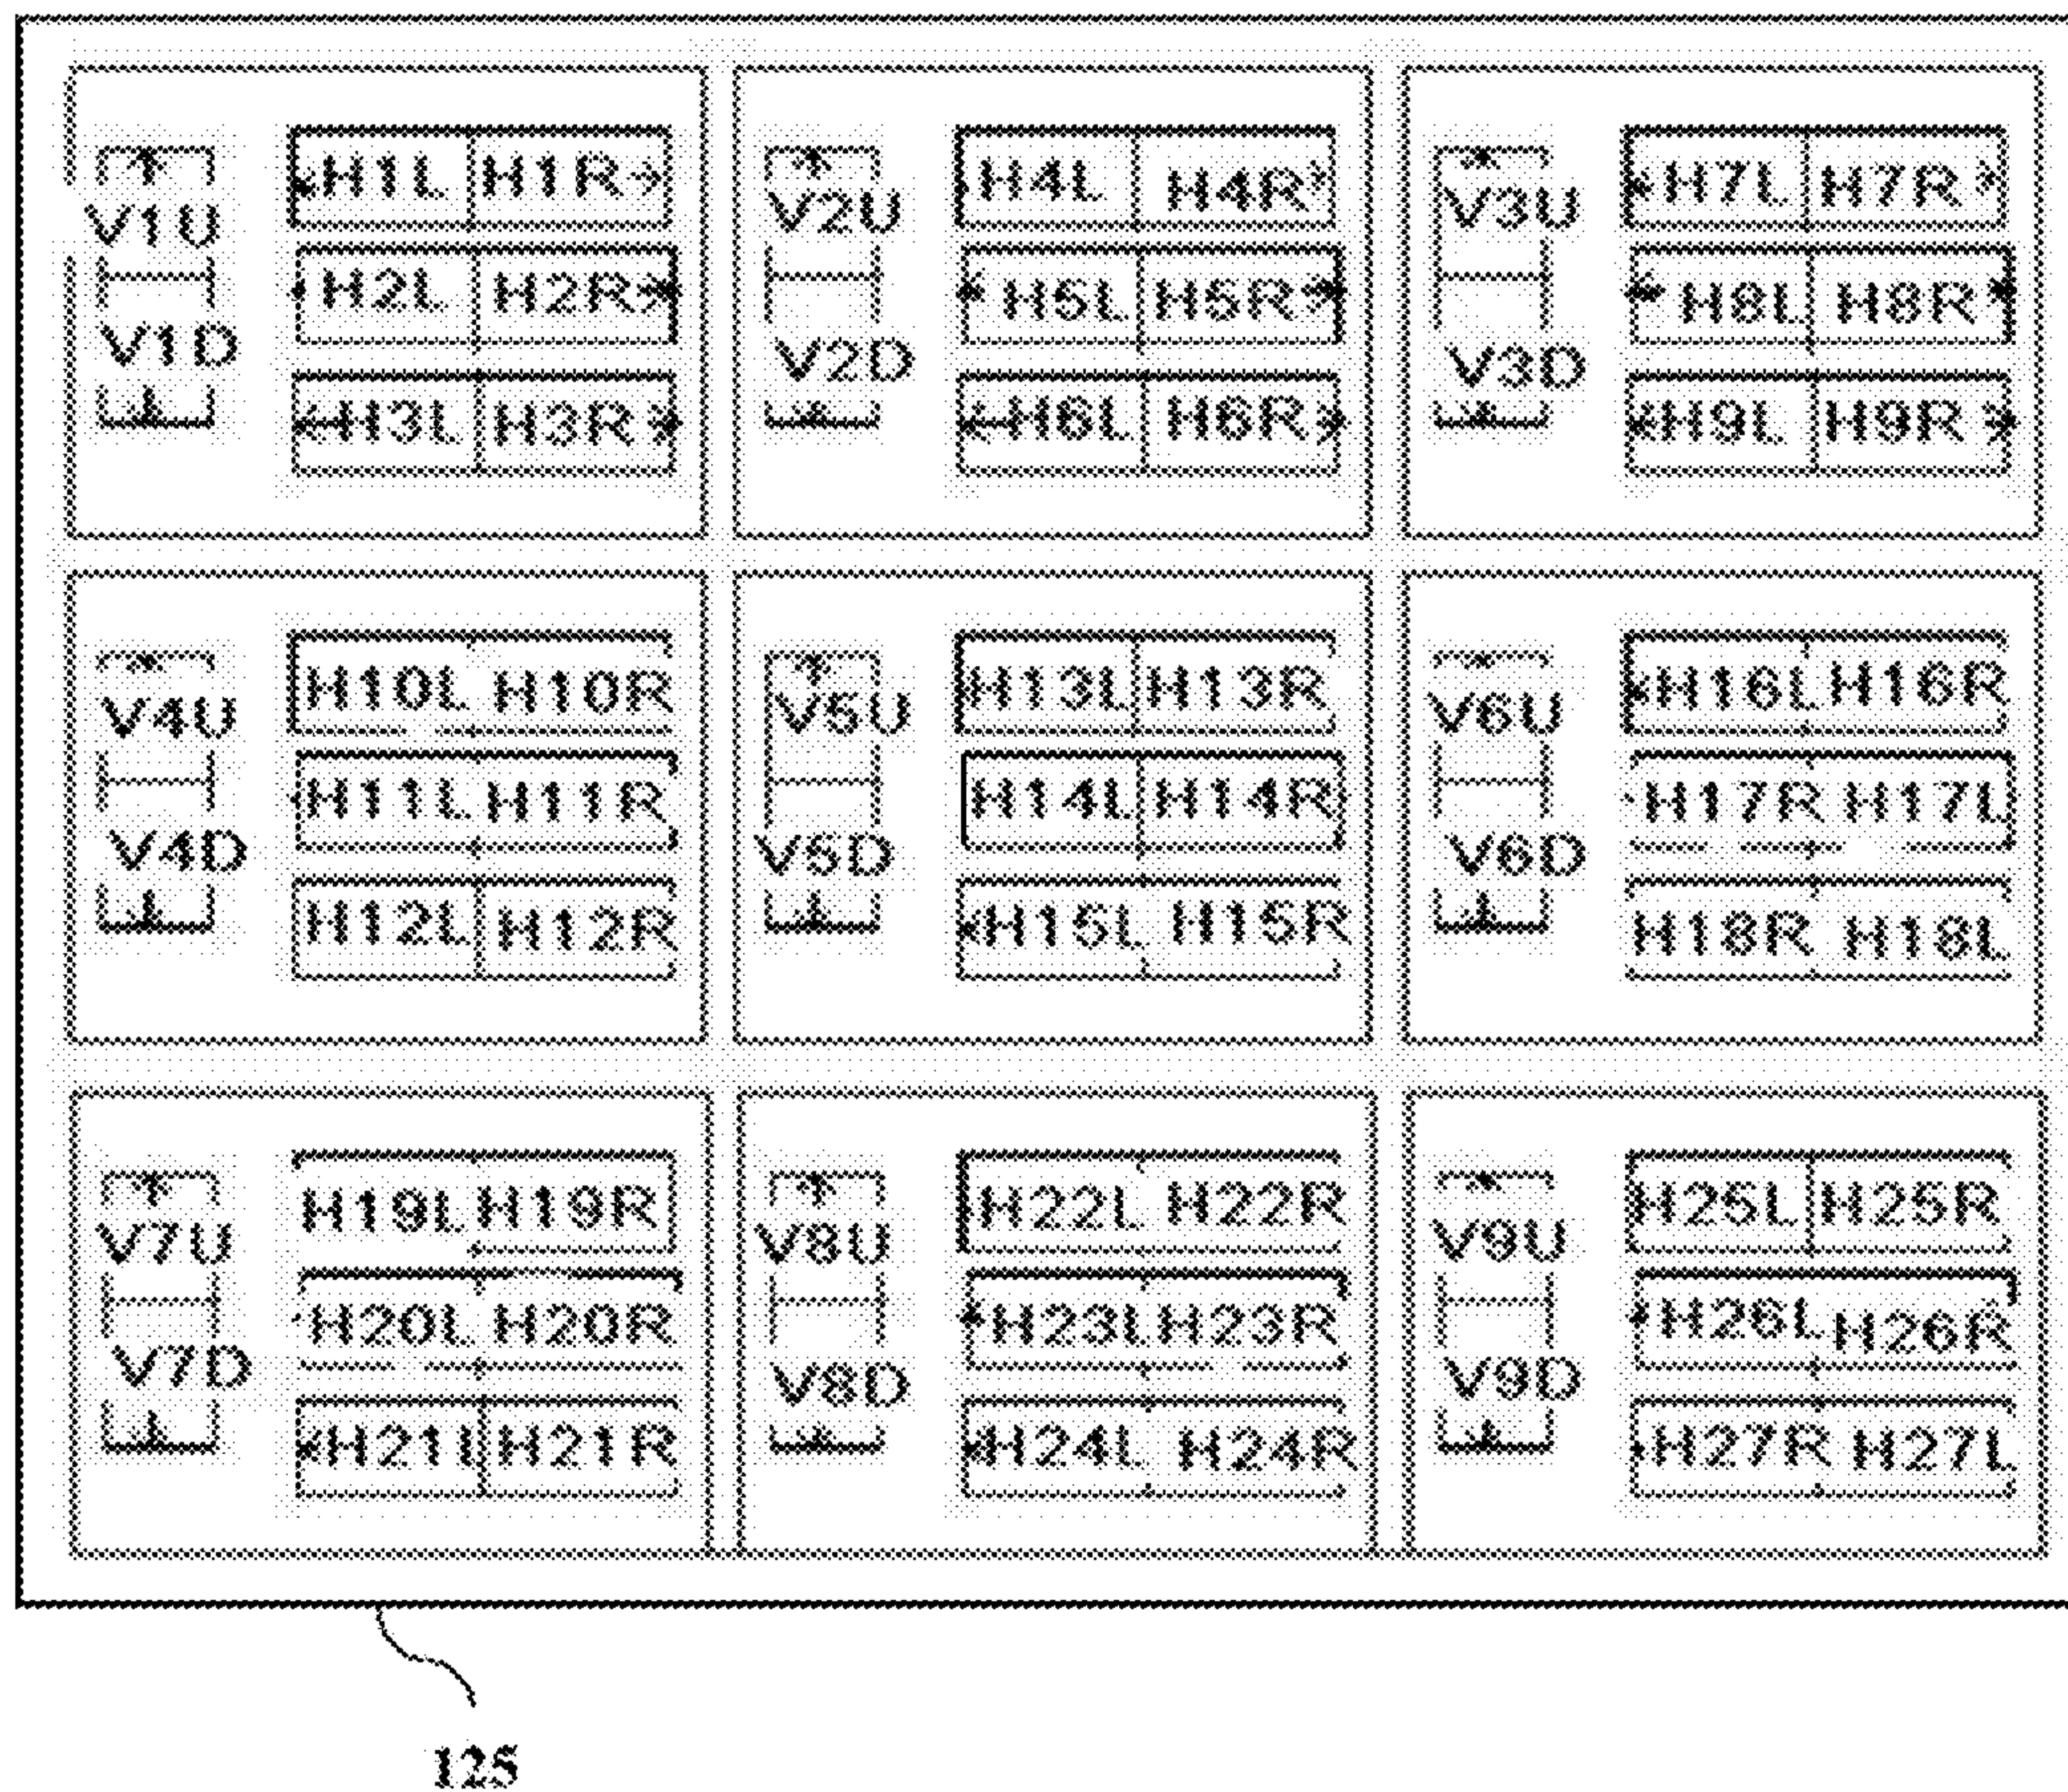 H1L H1R
V1U
H2L H2R
V1D
H3L H3R
H4L H4R
V2U
H5L H5R
V2D
H6L H6R
H7L H7R
V3U
H8L H8R
V3D
H9L H9R
H10L H10R
V4U
H11L H11R
V4D
H12L H12R
H13L H13R
V5U
H14L H14R
V5D
H15L H15R
H16L H16R
V6U
H17R H17L
V6D
H18R H18L
H19L H19R
V7U
H20L H20R
V7D
H21L H21R
H22L H22R
V8U
H23L H23R
V8D
H24L H24R
H25L H25R
V9U
H26L H26R
V9D
H27R H27L
125